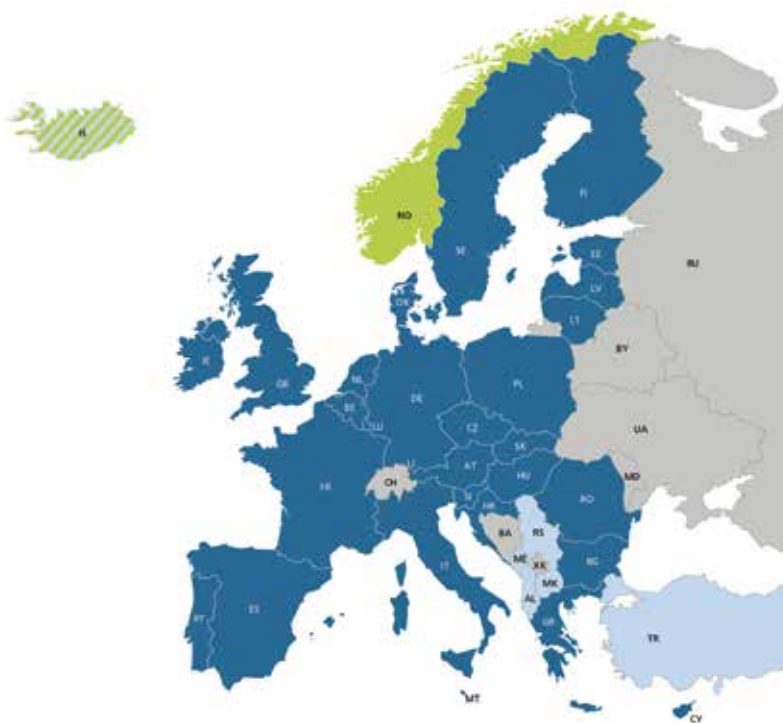 IS
NO
FI
SE
EE
RU
LV
DK
LT
BY
IE
GB
NL
DE
PL
BE
LU
CZ
UA
SK
LI
AT
MD
FR
CH
HU
SI
HR
RO
BA
RS
ME
XK
BG
IT
MK
AL
PT
ES
GR
TR
MT
CY